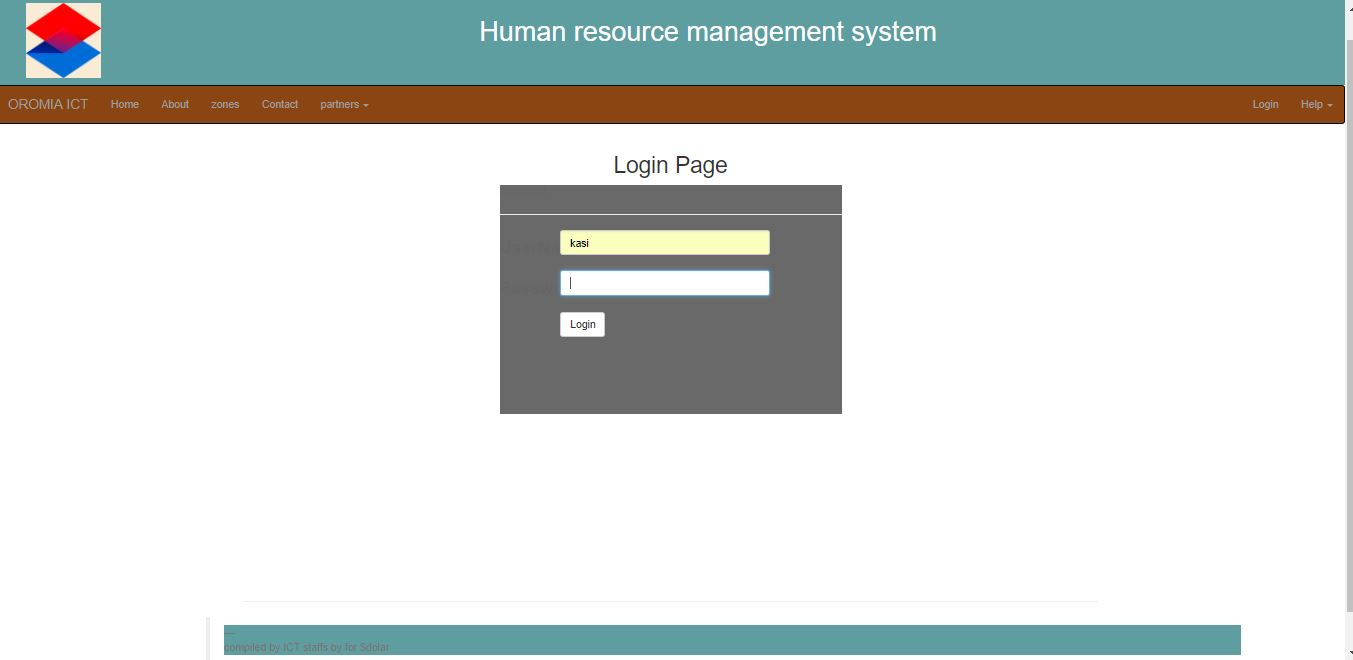 Human resource management system
OROMIA ICT Home About zones Contact partners Login Help
Login Page
kasi
Login
compiled by ICT staffs by for $dolar